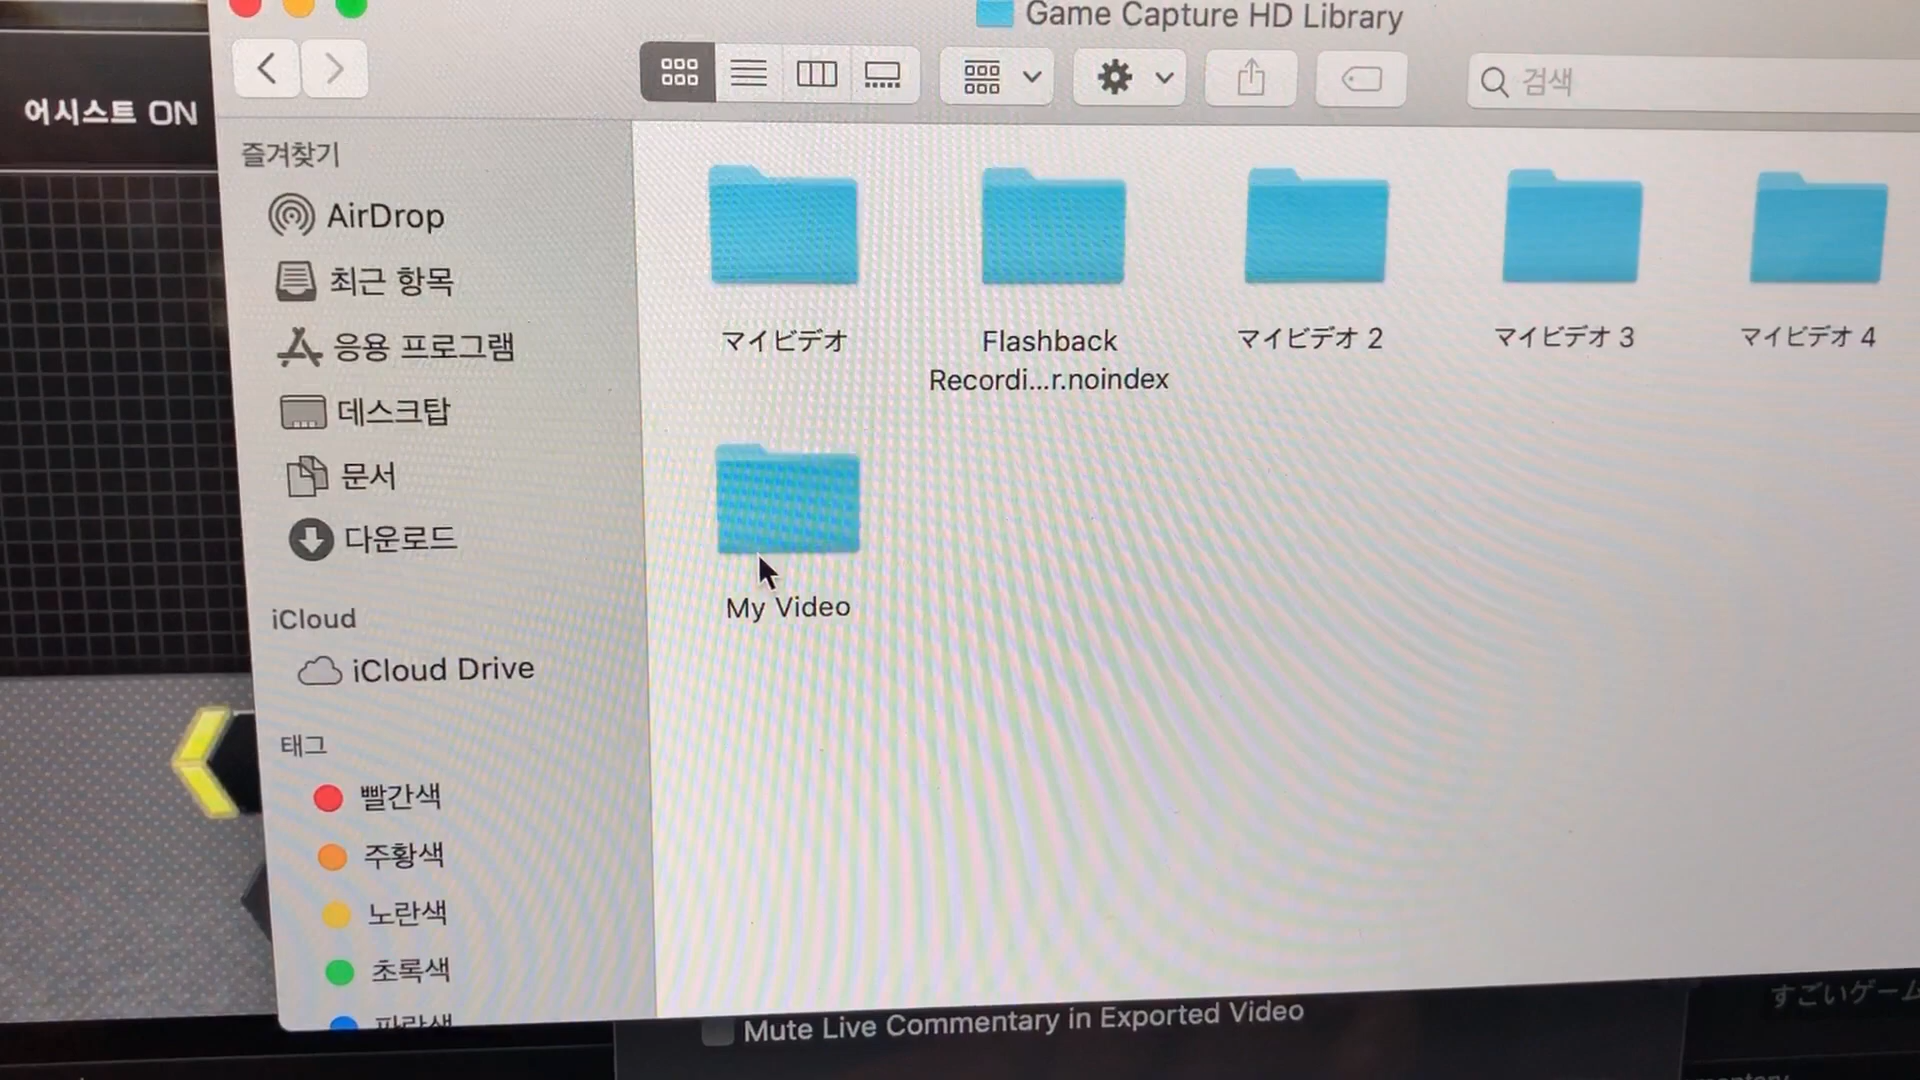 Game Capture HD Library
검색
어시스트 ON
즐겨찾기
AirDrop
최근 항목
응용 프로그램
데스크탑
문서
다운로드
iCloud
iCloud Drive
태그
빨간색
주황색
노란색
초록색
파란색
マイビデオ
Flashback
Recordi...r.noindex
マイビデオ 2
マイビデオ 3
マイビデオ 4
My Video
Mute Live Commentary in Exported Video
すごいゲーム